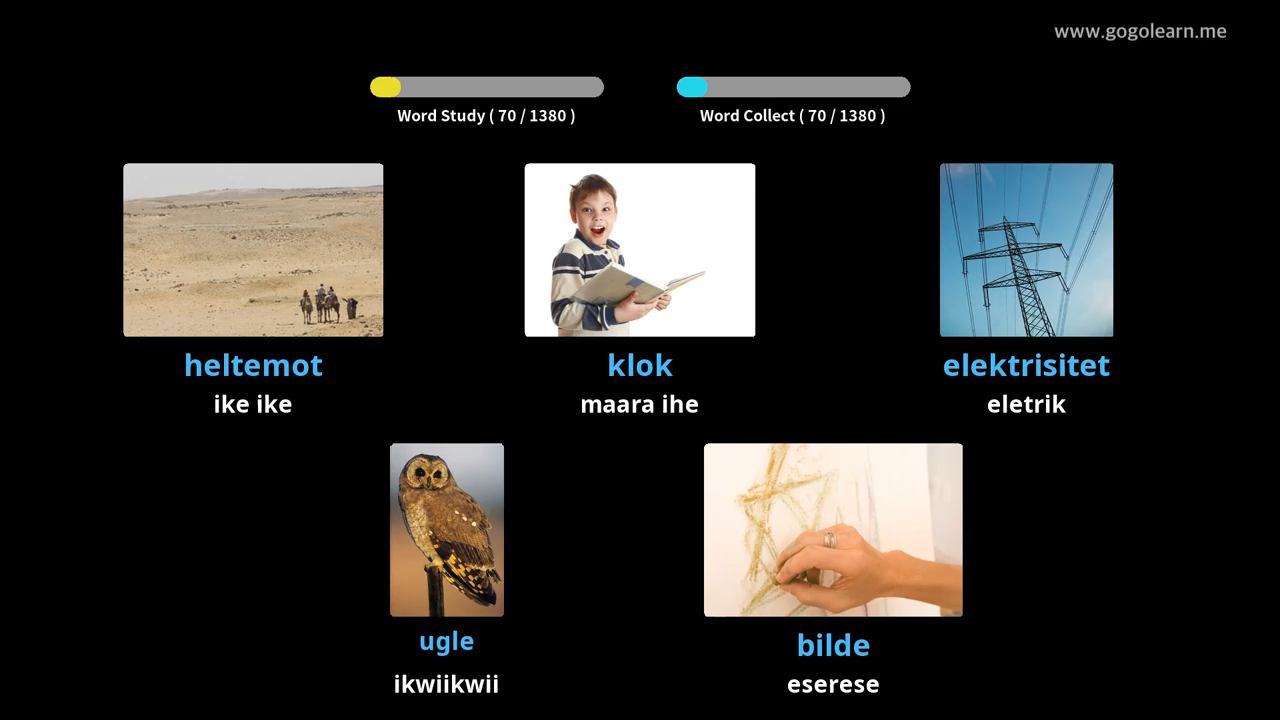 www.gogolearn.me
Word Study ( 70 / 1380 )
Word Collect ( 70 / 1380 )
heltemot
klok
elektrisitet
ike ike
maara ihe
eletrik
ugle
bilde
ikwiikwii
eserese